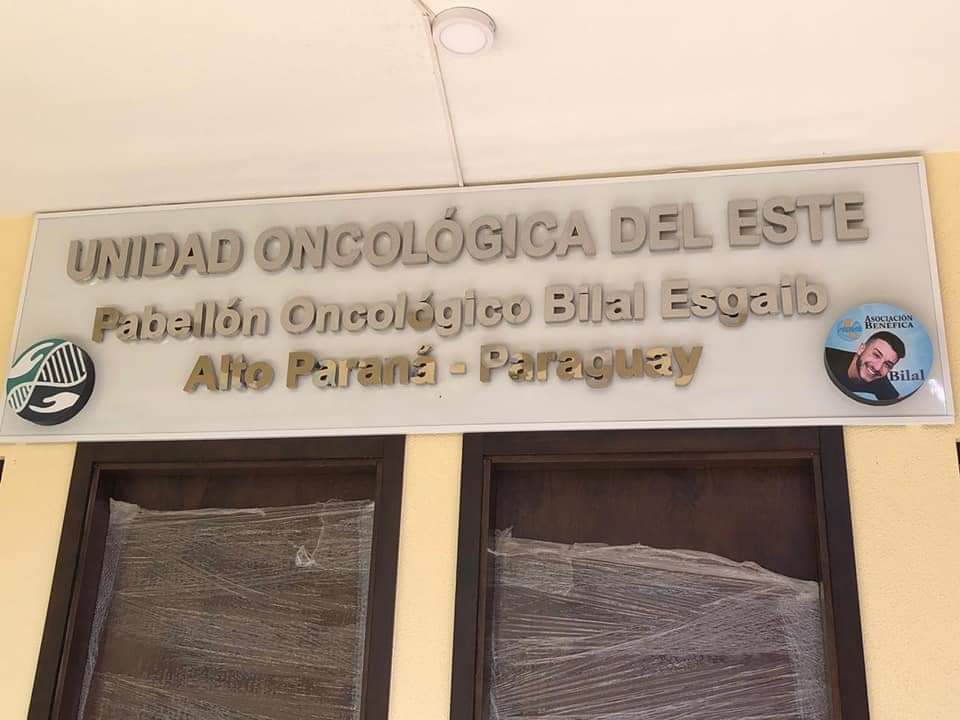 UNIDAD ONCOLÓGICA DEL ESTE
Pabellón Oncológico Bilal Esgaib
Alto Paraná - Paraguay
ASOCIACIÓN
BENÉFICA
Bilal